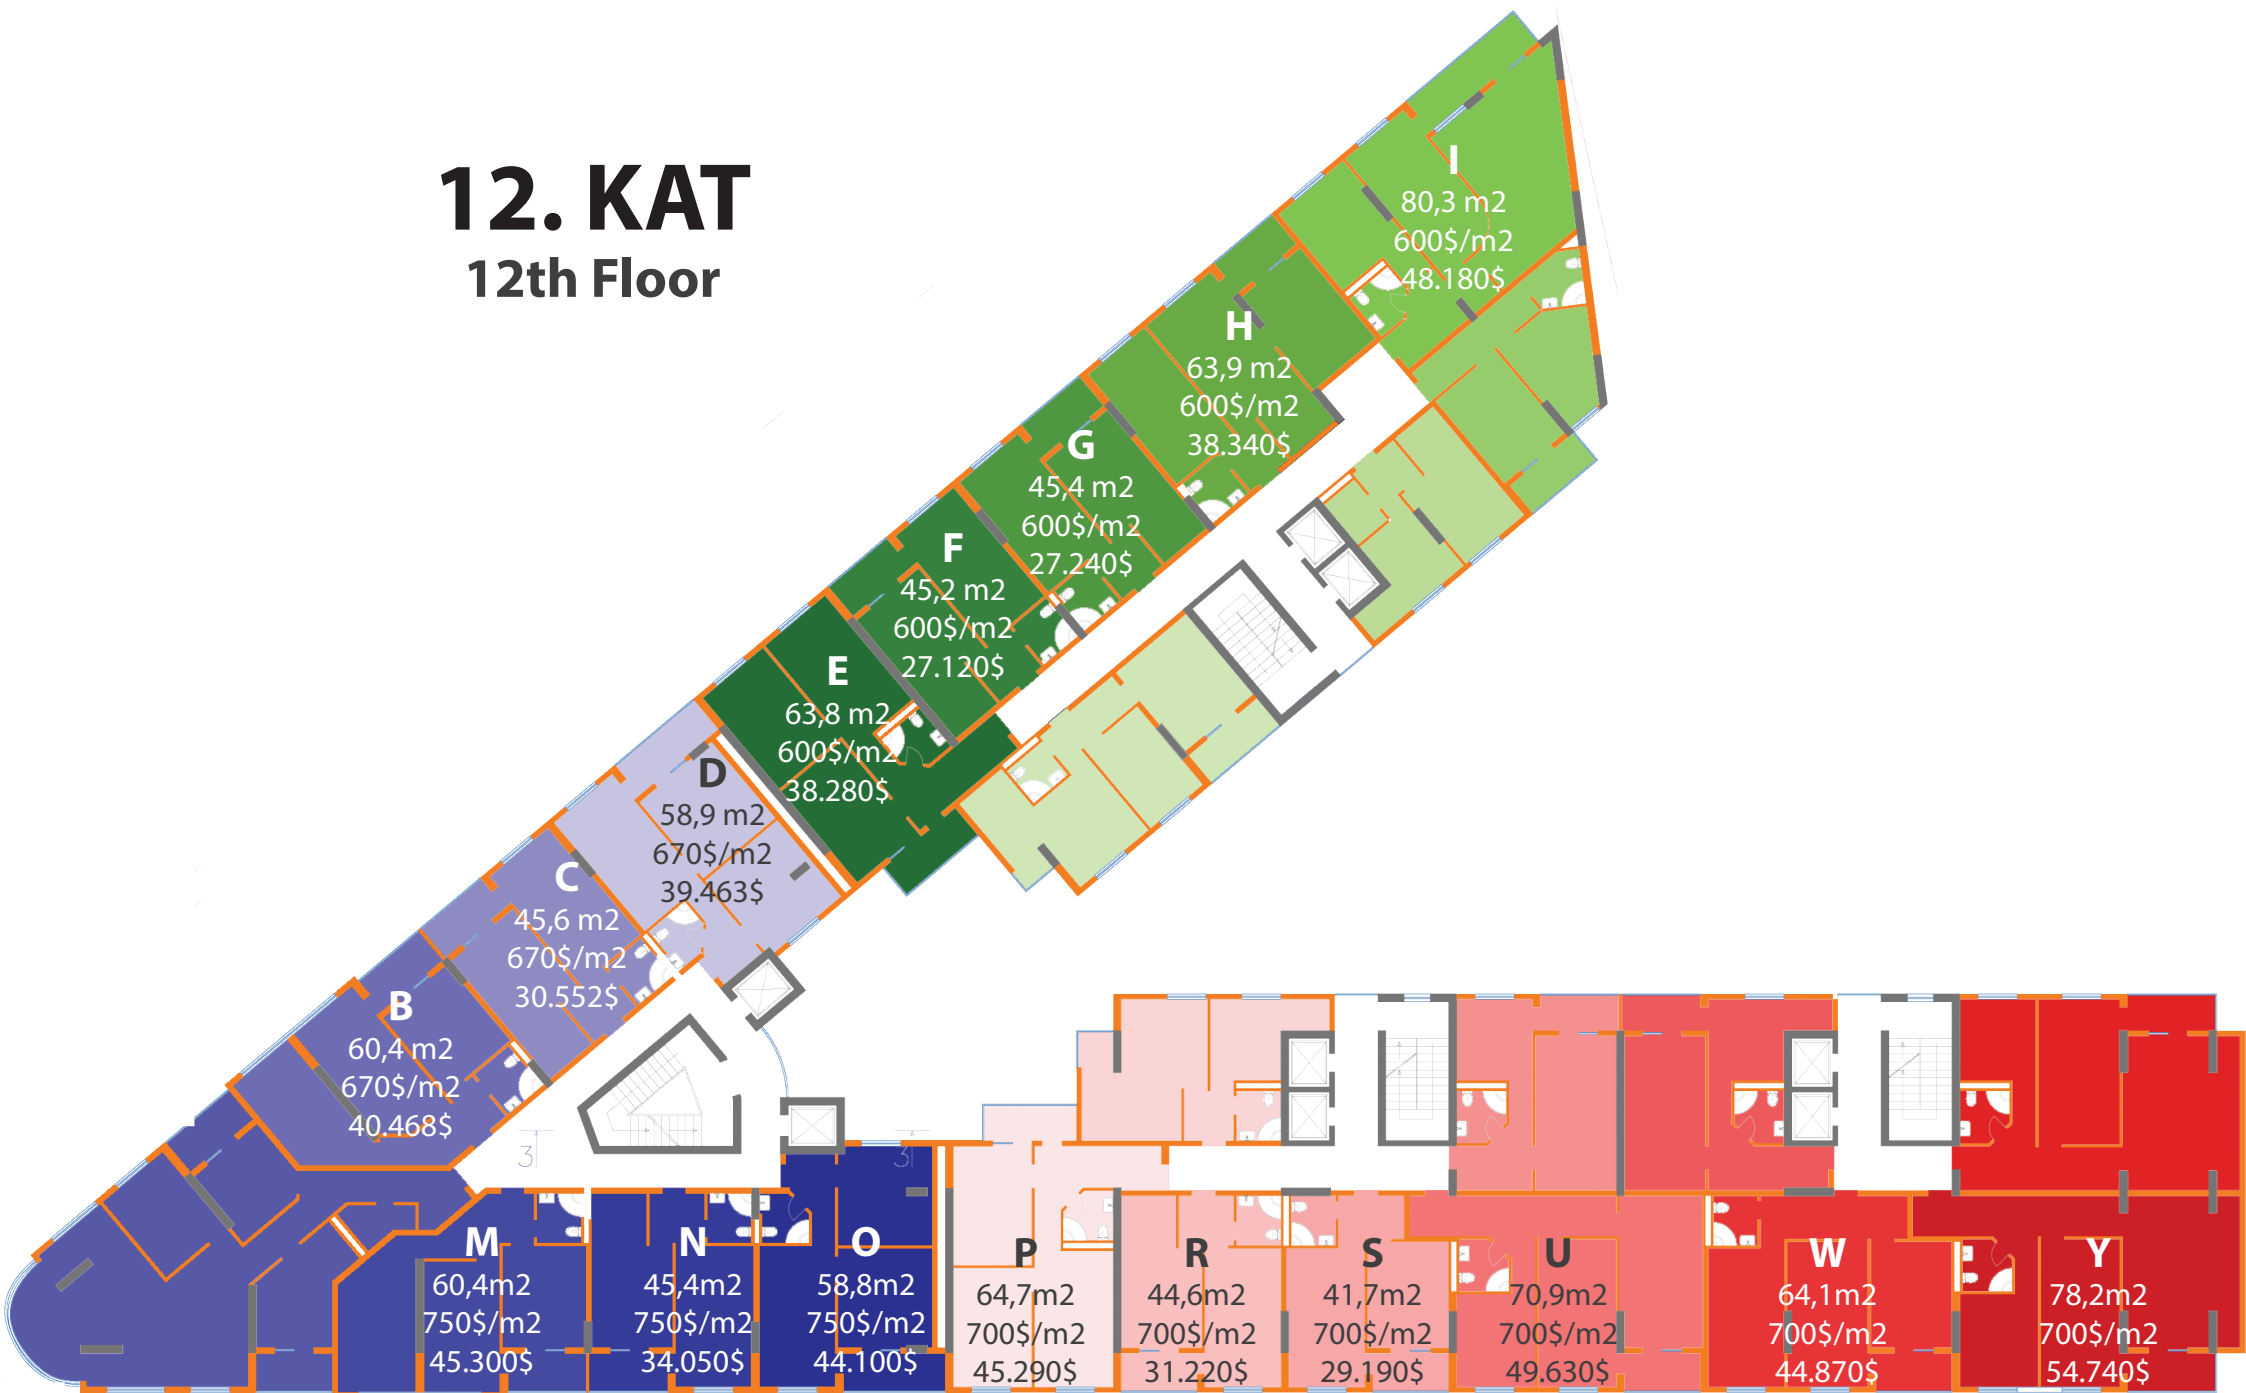 12. KAT
12th Floor
I
80,3 m2
600$/m2
48.180$
H
63,9 m2
600$/m2
38.340$
G
45,4 m2
600$/m2
27.240$
F
45,2 m2
600$/m2
27.120$
E
63,8 m2
600$/m2
38.280$
D
58,9 m2
670$/m2
39.463$
C
45,6 m2
670$/m2
30.552$
B
60,4 m2
670$/m2
40.468$
3
3
M
60,4m2
750$/m2
45.300$
N
45,4m2
750$/m2
34.050$
O
58,8m2
750$/m2
44.100$
P
64,7m2
700$/m2
45.290$
R
44,6m2
700$/m2
31.220$
S
41,7m2
700$/m2
29.190$
U
70,9m2
700$/m2
49.630$
W
64,1m2
700$/m2
44.870$
Y
78,2m2
700$/m2
54.740$